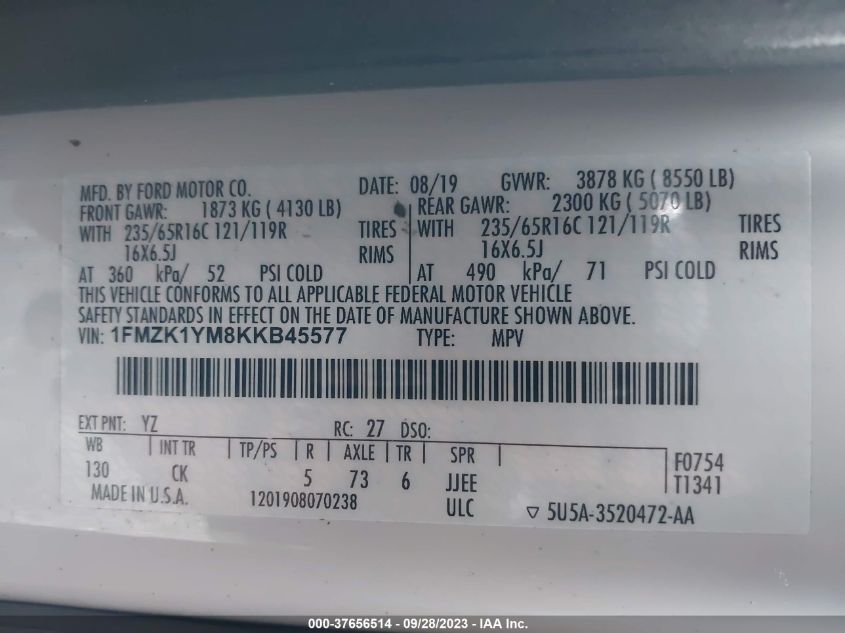 MFD. BY FORD MOTOR CO. DATE: 08/19 GVWR: 3878 KG ( 8550 LB)
FRONT GAWR: 1873 KG ( 4130 LB) REAR GAWR: 2300 KG ( 5070 LB)
WITH 235/65R16C 121/119R TIRES WITH 235/65R16C 121/119R TIRES
16X6.5J RIMS 16X6.5J RIMS
AT 360 kPa/ 52 PSI COLD AT 490 kPa/ 71 PSI COLD
THIS VEHICLE CONFORMS TO ALL APPLICABLE FEDERAL MOTOR VEHICLE
SAFETY STANDARDS IN EFFECT ON THE DATE OF MANUFACTURE SHOWN ABOVE.
VIN: 1FMZK1YM8KKB45577 TYPE: MPV
EXT PNT: YZ RC: 27 DSO:
WB INT TR TP/PS R AXLE TR SPR
130 CK 5 73 6 JJEE F0754
T1341
MADE IN U.S.A. 1201908070238 ULC ▽ 5U5A-3520472-AA
000-37656514 - 09/28/2023 - IAA Inc.